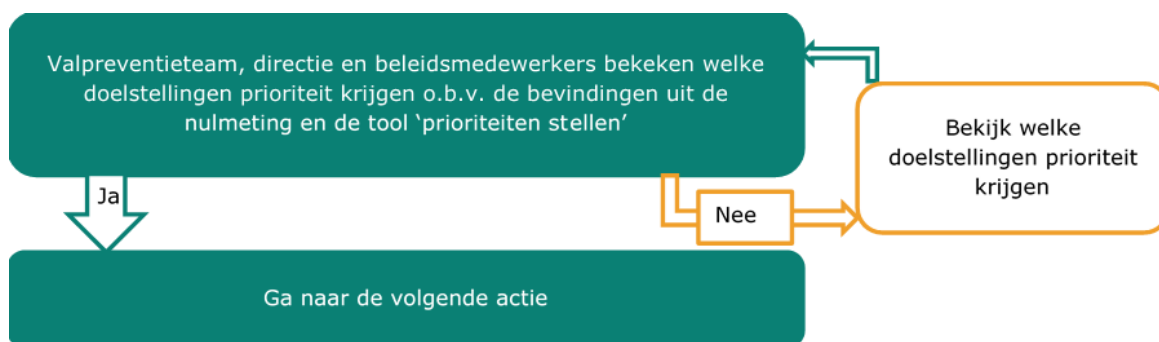 Valpreventieteam, directie en beleidsmedewerkers bekeken welke
doelstellingen prioriteit krijgen o.b.v. de bevindingen uit de
nulmeting en de tool ‘prioriteiten stellen’
Bekijk welke
doelstellingen prioriteit
krijgen
Ja
Nee
Ga naar de volgende actie